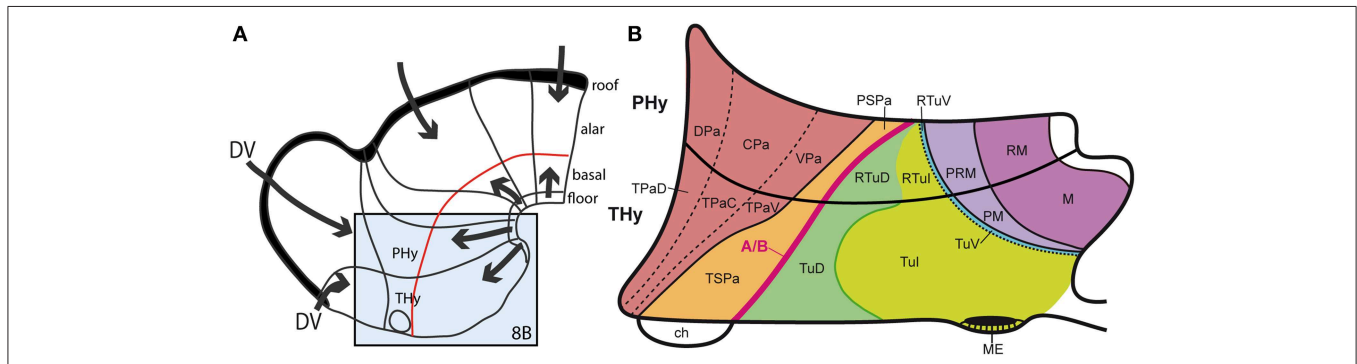 A
DV
DV
roof
alar
basal
floor
PHy
THy
8B
B
PHy
THy
PSPa
RTuV
DPa
CPa
VPa
RM
PRM
RTuD
RTuI
TPaD
TPaC
TPaV
M
PM
TuV
A/B
TSPa
TuD
TuI
ch
ME